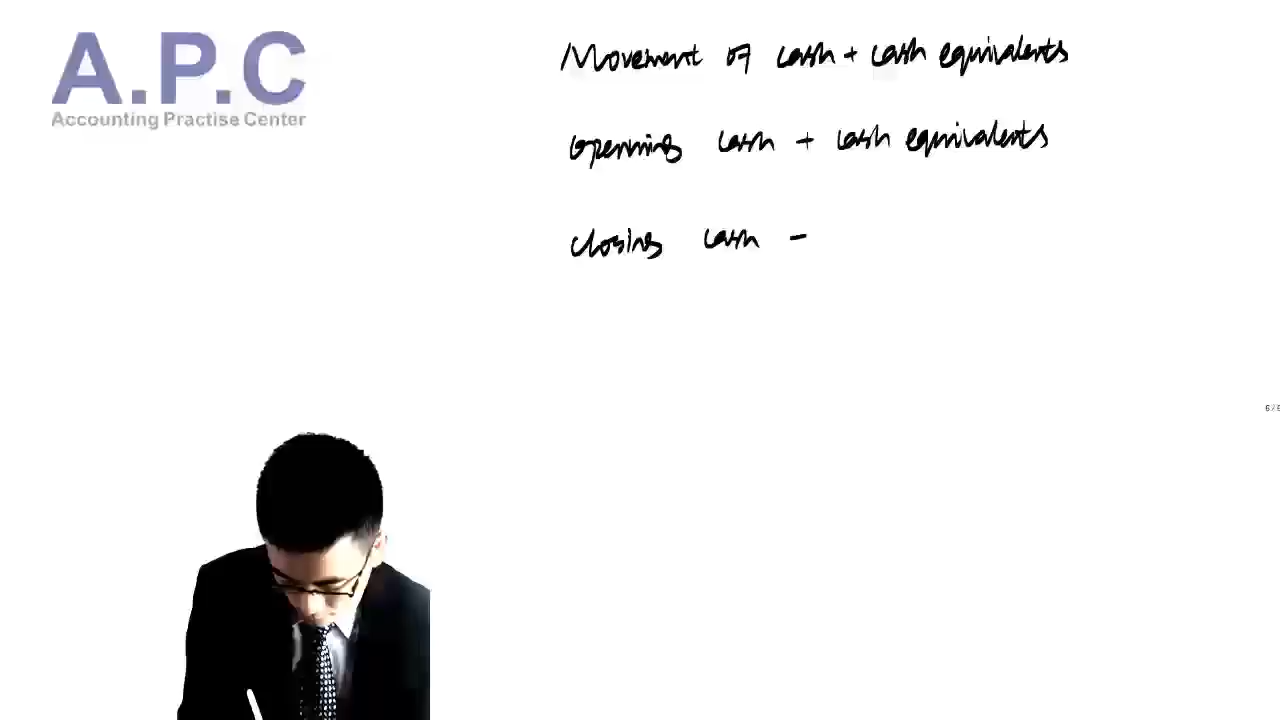 A.P.C
Accounting Practise Center
Movement of cash + cash equivalents
opening cash + cash equivalents
closing cash -